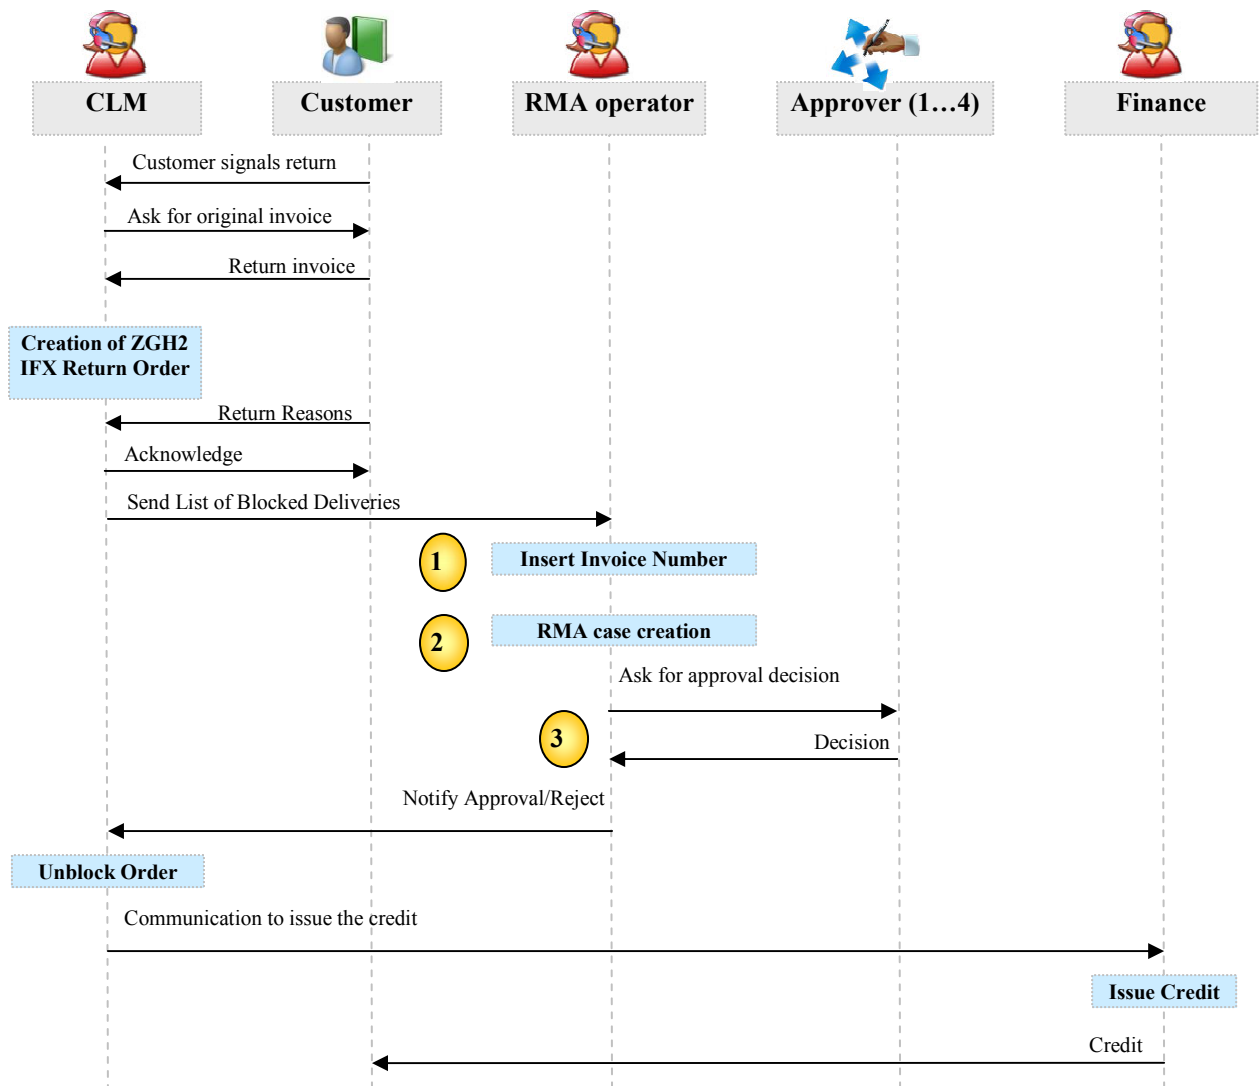 CLM
Customer
RMA operator
Approver (1…4)
Finance
Customer signals return
Ask for original invoice
Return invoice
Creation of ZGH2
IFX Return Order
Return Reasons
Acknowledge
Send List of Blocked Deliveries
1
Insert Invoice Number
2
RMA case creation
Ask for approval decision
3
Decision
Notify Approval/Reject
Unblock Order
Communication to issue the credit
Issue Credit
Credit